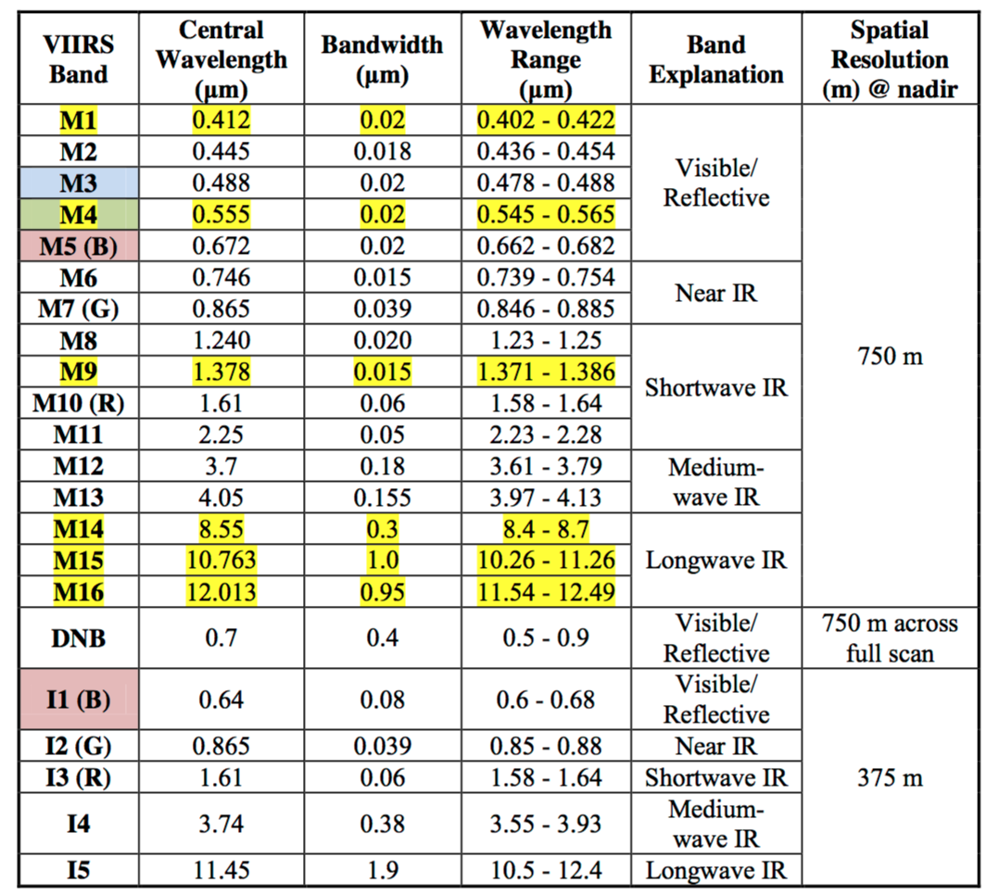 VIIRS Band | Central Wavelength (μm) | Bandwidth (μm) | Wavelength Range (μm) | Band Explanation | Spatial Resolution (m) @ nadir
M1 | 0.412 | 0.02 | 0.402 - 0.422 | Visible/ Reflective | 750 m
M2 | 0.445 | 0.018 | 0.436 - 0.454
M3 | 0.488 | 0.02 | 0.478 - 0.488
M4 | 0.555 | 0.02 | 0.545 - 0.565
M5 (B) | 0.672 | 0.02 | 0.662 - 0.682
M6 | 0.746 | 0.015 | 0.739 - 0.754 | Near IR
M7 (G) | 0.865 | 0.039 | 0.846 - 0.885
M8 | 1.240 | 0.020 | 1.23 - 1.25 | Shortwave IR
M9 | 1.378 | 0.015 | 1.371 - 1.386
M10 (R) | 1.61 | 0.06 | 1.58 - 1.64
M11 | 2.25 | 0.05 | 2.23 - 2.28
M12 | 3.7 | 0.18 | 3.61 - 3.79 | Medium- wave IR
M13 | 4.05 | 0.155 | 3.97 - 4.13
M14 | 8.55 | 0.3 | 8.4 - 8.7 | Longwave IR
M15 | 10.763 | 1.0 | 10.26 - 11.26
M16 | 12.013 | 0.95 | 11.54 - 12.49
DNB | 0.7 | 0.4 | 0.5 - 0.9 | Visible/ Reflective | 750 m across full scan
I1 (B) | 0.64 | 0.08 | 0.6 - 0.68 | Visible/ Reflective | 375 m
I2 (G) | 0.865 | 0.039 | 0.85 - 0.88 | Near IR
I3 (R) | 1.61 | 0.06 | 1.58 - 1.64 | Shortwave IR
I4 | 3.74 | 0.38 | 3.55 - 3.93 | Medium- wave IR
I5 | 11.45 | 1.9 | 10.5 - 12.4 | Longwave IR